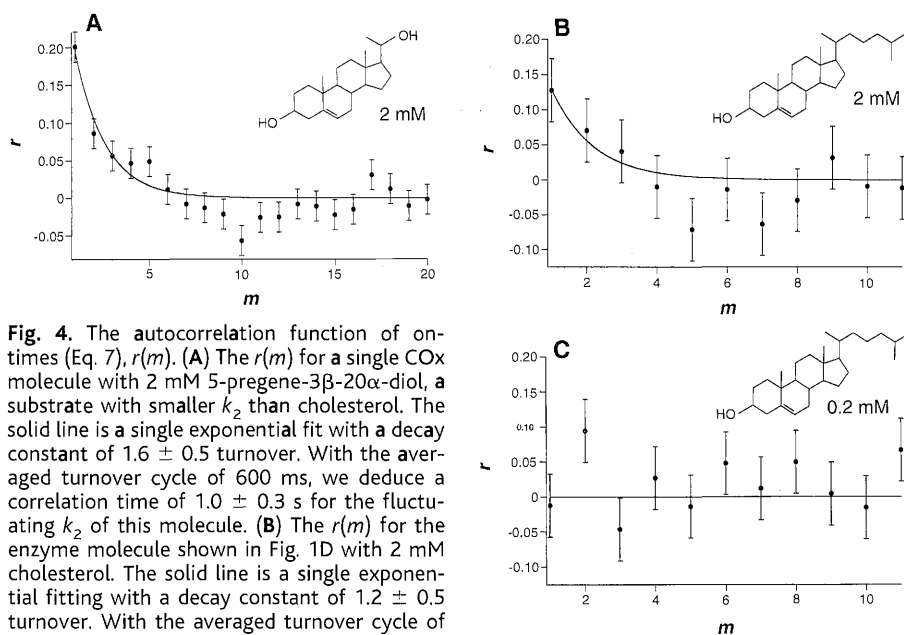 A
OH
HO
2 mM
0.20
0.15
0.10
0.05
0
-0.05
r
5
10
15
20
m
B
HO
2 mM
0.20
0.15
0.10
0.05
0
-0.05
-0.10
r
2
4
6
8
10
m
C
HO
0.2 mM
0.20
0.15
0.10
0.05
0
-0.05
-0.10
r
2
4
6
8
10
m
Fig. 4. The autocorrelation function of on-
times (Eq. 7), r(m). (A) The r(m) for a single COx
molecule with 2 mM 5-pregene-3β-20α-diol, a
substrate with smaller k₂ than cholesterol. The
solid line is a single exponential fit with a decay
constant of 1.6 ± 0.5 turnover. With the aver-
aged turnover cycle of 600 ms, we deduce a
correlation time of 1.0 ± 0.3 s for the fluctu-
ating k₂ of this molecule. (B) The r(m) for the
enzyme molecule shown in Fig. 1D with 2 mM
cholesterol. The solid line is a single exponen-
tial fitting with a decay constant of 1.2 ± 0.5
turnover. With the averaged turnover cycle of